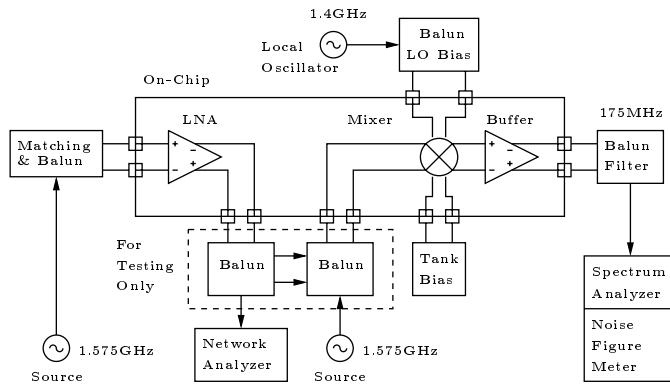 1.4GHz
Local
Oscillator
Balun
LO Bias
On-Chip
LNA
Mixer
Buffer
175MHz
Matching
& Balun
+
−
−
+
+
−
−
+
Balun
Filter
For
Testing
Only
Balun
Balun
Tank
Bias
Spectrum
Analyzer
Noise
Figure
Meter
Network
Analyzer
1.575GHz
Source
1.575GHz
Source